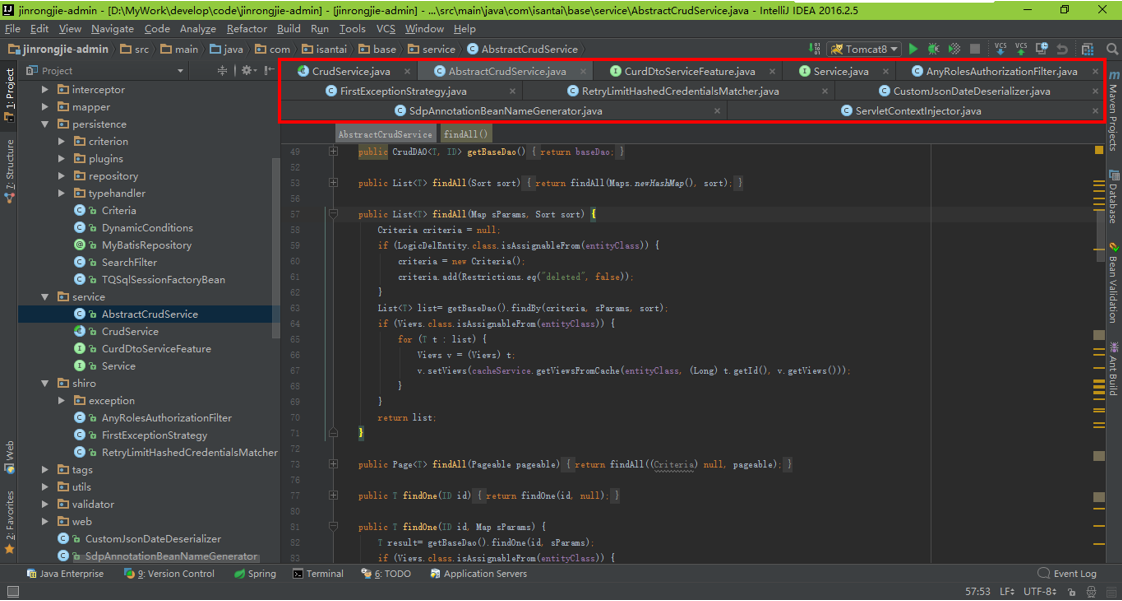 jinrongjie-admin - [D:\MyWork\develop\code\jinrongjie-admin] - [jinrongjie-admin] - ...\src\main\java\com\isantai\base\service\AbstractCrudService.java - IntelliJ IDEA 2016.2.5
File Edit View Navigate Code Analyze Refactor Build Run Tools VCS Window Help
jinrongjie-admin src main java com isantai base service AbstractCrudService Tomcat8 VCS VCS
Project
CrudService.java AbstractCrudService.java CurdDtoServiceFeature.java Service.java AnyRolesAuthorizationFilter.java
FirstExceptionStrategy.java RetryLimitHashedCredentialsMatcher.java CustomJsonDateDeserializer.java
SdpAnnotationBeanNameGenerator.java ServletContextInjector.java
AbstractCrudService findAll()
1: Project
7: Structure
Web
2: Favorites
interceptor
mapper
persistence
criterion
plugins
repository
typehandler
Criteria
DynamicConditions
MyBatisRepository
SearchFilter
TQSqlSessionFactoryBean
service
AbstractCrudService
CrudService
CurdDtoServiceFeature
Service
shiro
exception
AnyRolesAuthorizationFilter
FirstExceptionStrategy
RetryLimitHashedCredentialsMatcher
tags
utils
validator
web
CustomJsonDateDeserializer
SdpAnnotationBeanNameGenerator
49 public CrudDAO<T, ID> getBaseDao() { return baseDao; }
52
53 public List<T> findAll(Sort sort) { return findAll(Maps.newHashMap(), sort); }
56
57 public List<T> findAll(Map sParams, Sort sort) {
58 Criteria criteria = null;
59 if (LogicDelEntity.class.isAssignableFrom(entityClass)) {
60 criteria = new Criteria();
61 criteria.add(Restrictions.eq("deleted", false));
62 }
63 List<T> list= getBaseDao().findBy(criteria, sParams, sort);
64 if (Views.class.isAssignableFrom(entityClass)) {
65 for (T t : list) {
66 Views v = (Views) t;
67 v.setViews(cacheService.getViewsFromCache(entityClass, (Long) t.getId(), v.getViews()));
68 }
69 }
70 return list;
71 }
72
73 public Page<T> findAll(Pageable pageable) { return findAll((Criteria) null, pageable); }
76
77 public T findOne(ID id) { return findOne(id, null); }
80
81 public T findOne(ID id, Map sParams) {
82 T result= getBaseDao().findOne(id, sParams);
83 if (Views.class.isAssignableFrom(entityClass)) {
Maven Projects
Database
Bean Validation
Ant Build
Java Enterprise 9: Version Control Spring Terminal 6: TODO Application Servers Event Log
57:53 LF UTF-8